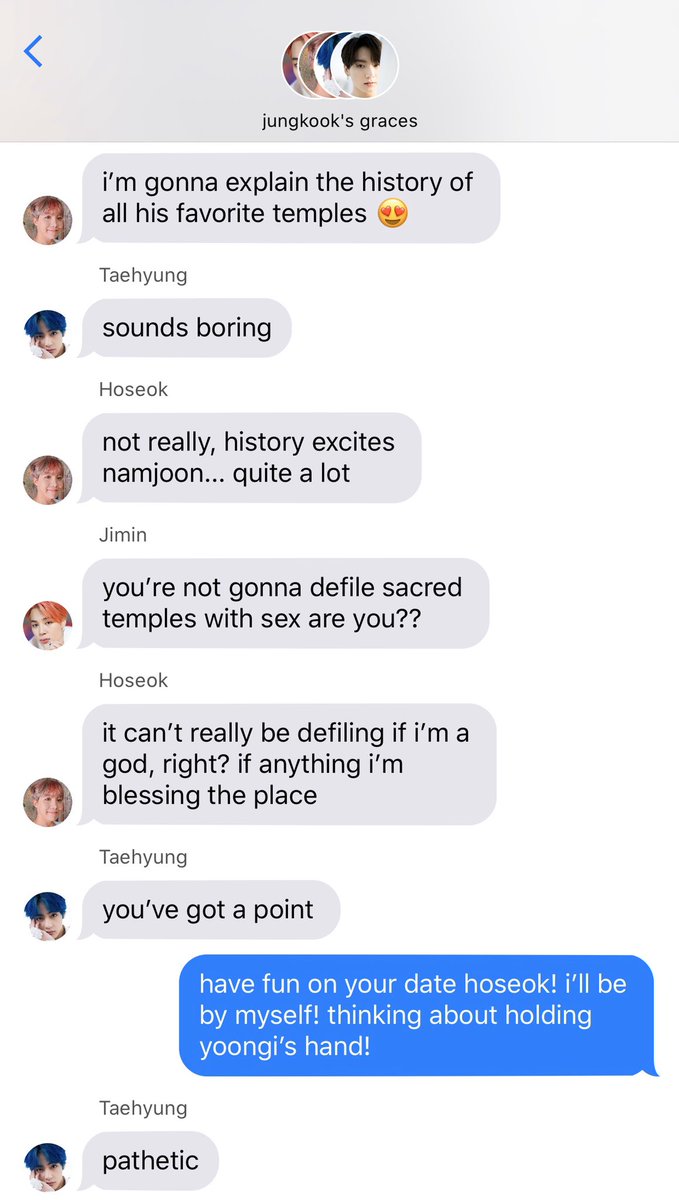 jungkook's graces
i’m gonna explain the history of
all his favorite temples 😍
Taehyung
sounds boring
Hoseok
not really, history excites
namjoon... quite a lot
Jimin
you’re not gonna defile sacred
temples with sex are you??
Hoseok
it can’t really be defiling if i’m a
god, right? if anything i’m
blessing the place
Taehyung
you’ve got a point
have fun on your date hoseok! i’ll be
by myself! thinking about holding
yoongi’s hand!
Taehyung
pathetic